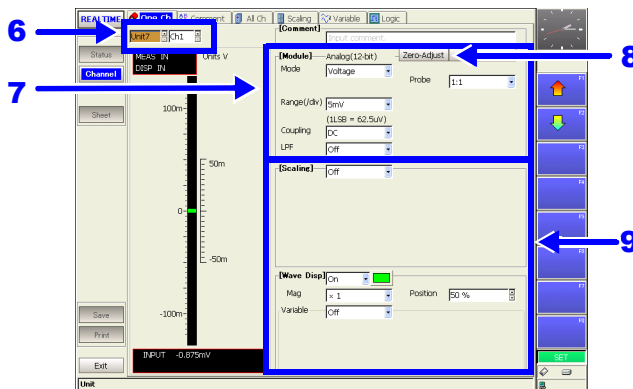 REALTIME One Ch Comment All Ch Scaling Variable Logic
6
Unit7 Ch1
[Comment]
Input comment.
Status
MEAS IN Units V
DISP IN
[Module] Analog(12-bit) Zero-Adjust
8
Channel
Mode Voltage
Probe 1:1
7
Sheet
100m
Range(/div) 5mV
(1LSB = 62.5uV)
Coupling DC
LPF Off
50m
[Scaling] Off
0
9
-50m
[Wave Disp] On
Mag × 1 Position 50 %
Variable Off
Save
-100m
Print
INPUT -0.875mV
Exit
Unit
F1
F2
F3
F4
F5
F6
F7
F8
SET